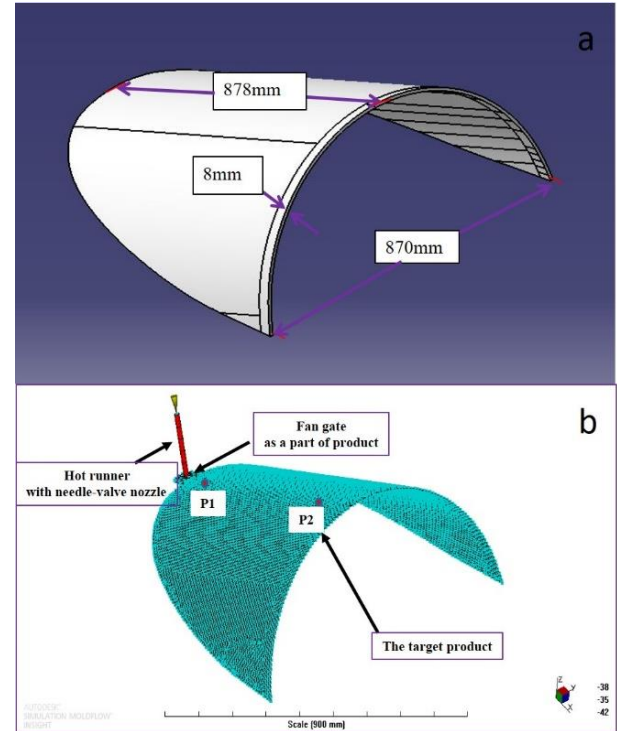 a
878mm
8mm
870mm
b
Fan gate
as a part of product
Hot runner
with needle-valve nozzle
P1
P2
The target product
Z
Y
X
-38
-35
-42
AUTODESK
SIMULATION MOLDFLOW
INSIGHT
Scale (900 mm)